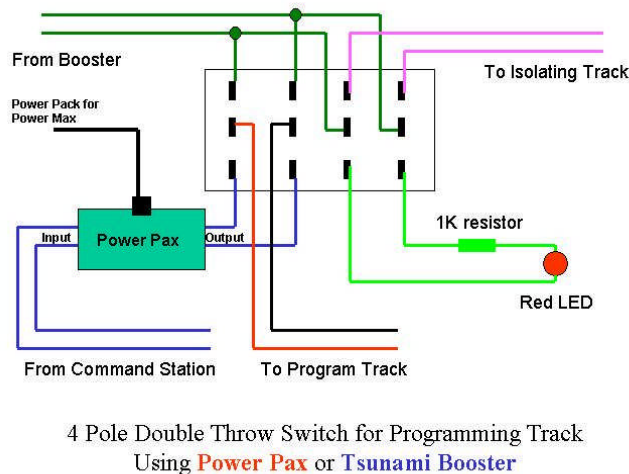 From Booster
To Isolating Track
Power Pack for
Power Max
Input
Power Pax
Output
1K resistor
Red LED
From Command Station
To Program Track
4 Pole Double Throw Switch for Programming Track
Using Power Pax or Tsunami Booster